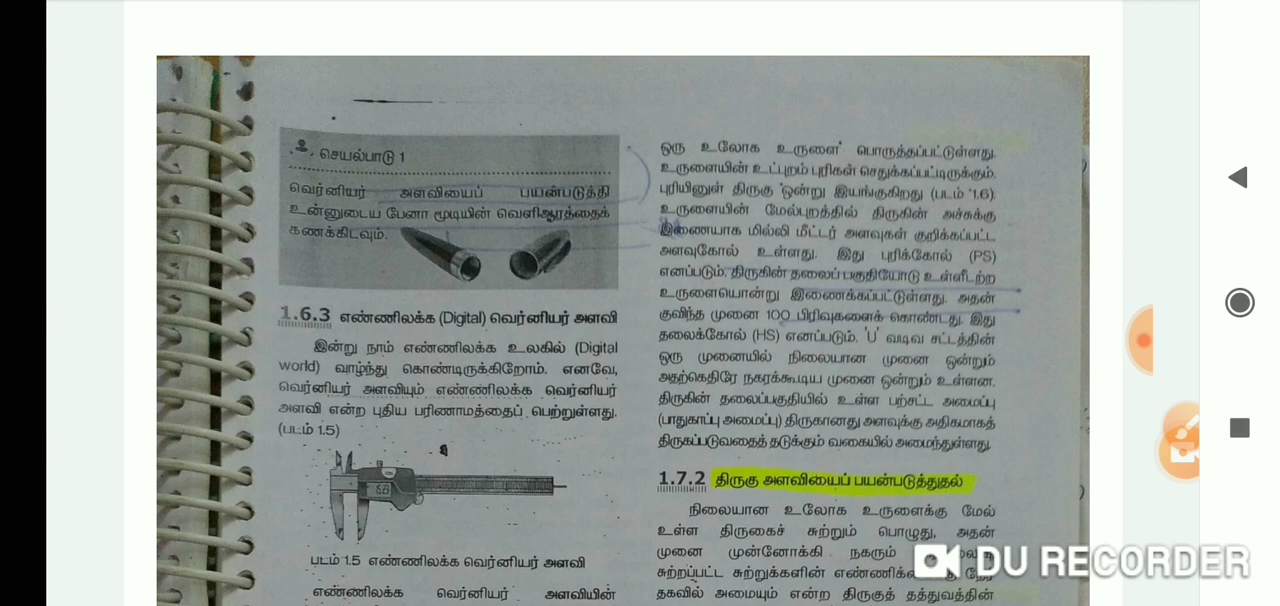 செயல்பாடு 1
வெர்னியர் அளவியைப் பயன்படுத்தி
உன்னுடைய பேனா மூடியின் வெளிஆரத்தைக்
கணக்கிடவும்.
1.6.3 எண்ணிலக்க (Digital) வெர்னியர் அளவி
இன்று நாம் எண்ணிலக்க உலகில் (Digital
world) வாழ்ந்து கொண்டிருக்கிறோம். எனவே,
வெர்னியர் அளவியும் எண்ணிலக்க வெர்னியர்
அளவி என்ற புதிய பரிணாமத்தைப் பெற்றுள்ளது.
(படம் 1.5)
படம் 1.5 எண்ணிலக்க வெர்னியர் அளவி
எண்ணிலக்க வெர்னியர் அளவியின்
ஒரு உலோக உருளை பொருத்தப்பட்டுள்ளது.
உருளையின் உட்புறம் புரிகள் செதுக்கப்பட்டிருக்கும்.
புரியினுள் திருகு ஒன்று இயங்குகிறது (படம் 1.6).
உருளையின் மேல்புறத்தில் திருகின் அச்சுக்கு
இணையாக மில்லி மீட்டர் அளவுகள் குறிக்கப்பட்ட
அளவுகோல் உள்ளது. இது புரிக்கோல் (PS)
எனப்படும். திருகின் தலைப் பகுதியோடு உள்ளீடற்ற
உருளையொன்று இணைக்கப்பட்டுள்ளது. அதன்
குவிந்த முனை 100 பிரிவுகளைக் கொண்டது. இது
தலைக்கோல் (HS) எனப்படும். 'ப' வடிவ சட்டத்தின்
ஒரு முனையில் நிலையான முனை ஒன்றும்
அதற்கெதிரே நகரக்கூடிய முனை ஒன்றும் உள்ளன.
திருகின் தலைப்பகுதியில் உள்ள பற்சட்ட அமைப்பு
(பாதுகாப்பு அமைப்பு) திருகானது அளவுக்கு அதிகமாகத்
திருகப்படுவதைத் தடுக்கும் வகையில் அமைந்துள்ளது.
1.7.2 திருகு அளவியைப் பயன்படுத்துதல்
நிலையான உலோக உருளைக்கு மேல்
உள்ள திருகைச் சுற்றும் பொழுது, அதன்
முனை முன்னோக்கி நகரும்
சுற்றப்பட்ட சுற்றுக்களின்
தகவில் அமையும் என்ற திருகுத் தத்துவத்தின்
DU RECORDER